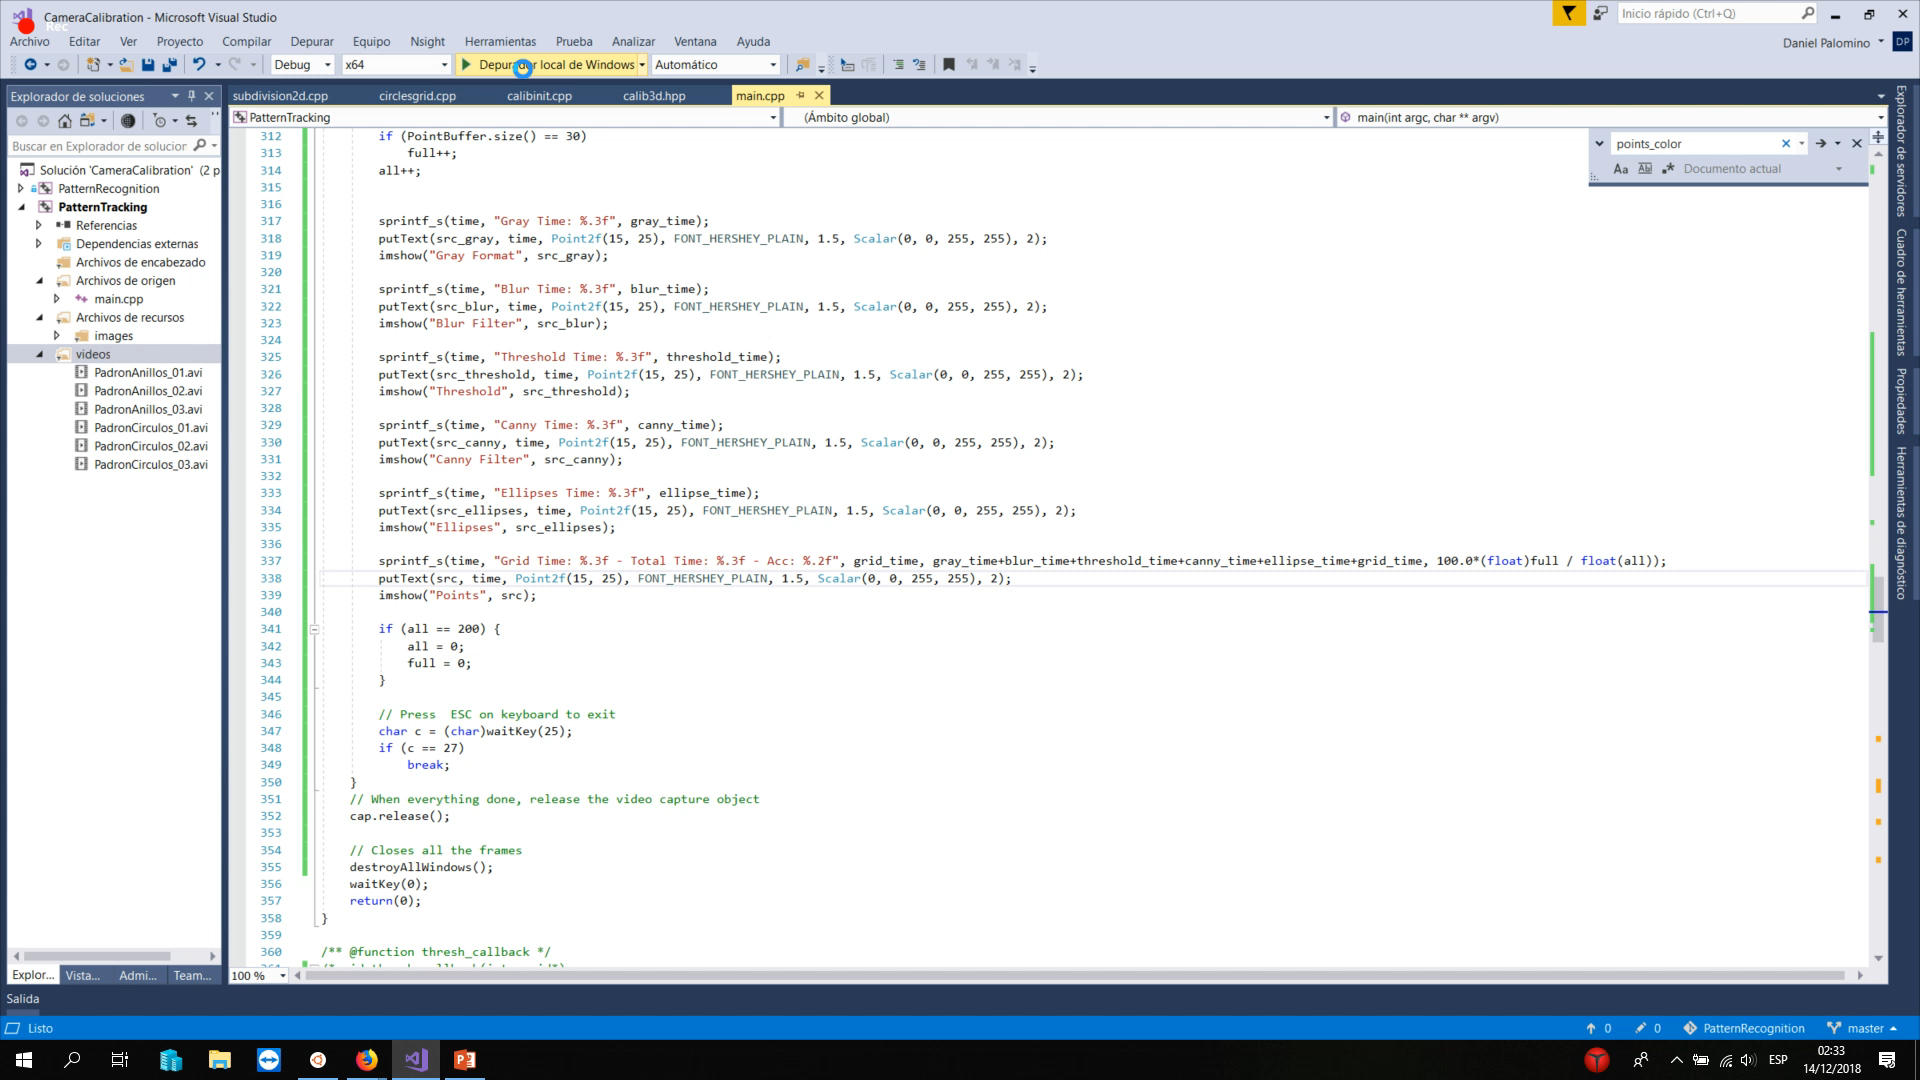 CameraCalibration - Microsoft Visual Studio
Rec
Inicio rápido (Ctrl+Q)
Archivo Editar Ver Proyecto Compilar Depurar Equipo Nsight Herramientas Prueba Analizar Ventana Ayuda
Daniel Palomino DP
Debug x64 Depurador local de Windows Automático
Explorador de soluciones
subdivision2d.cpp circlesgrid.cpp calibinit.cpp calib3d.hpp main.cpp
PatternTracking (Ámbito global) main(int argc, char ** argv)
Buscar en Explorador de solucion
Solución 'CameraCalibration' (2 p
PatternRecognition
PatternTracking
Referencias
Dependencias externas
Archivos de encabezado
Archivos de origen
main.cpp
Archivos de recursos
images
videos
PadronAnillos_01.avi
PadronAnillos_02.avi
PadronAnillos_03.avi
PadronCirculos_01.avi
PadronCirculos_02.avi
PadronCirculos_03.avi
Explor... Vista... Admi... Team...
points_color
Aa Abl Documento actual
312 if (PointBuffer.size() == 30)
313 full++;
314 all++;
315
316
317 sprintf_s(time, "Gray Time: %.3f", gray_time);
318 putText(src_gray, time, Point2f(15, 25), FONT_HERSHEY_PLAIN, 1.5, Scalar(0, 0, 255, 255), 2);
319 imshow("Gray Format", src_gray);
320
321 sprintf_s(time, "Blur Time: %.3f", blur_time);
322 putText(src_blur, time, Point2f(15, 25), FONT_HERSHEY_PLAIN, 1.5, Scalar(0, 0, 255, 255), 2);
323 imshow("Blur Filter", src_blur);
324
325 sprintf_s(time, "Threshold Time: %.3f", threshold_time);
326 putText(src_threshold, time, Point2f(15, 25), FONT_HERSHEY_PLAIN, 1.5, Scalar(0, 0, 255, 255), 2);
327 imshow("Threshold", src_threshold);
328
329 sprintf_s(time, "Canny Time: %.3f", canny_time);
330 putText(src_canny, time, Point2f(15, 25), FONT_HERSHEY_PLAIN, 1.5, Scalar(0, 0, 255, 255), 2);
331 imshow("Canny Filter", src_canny);
332
333 sprintf_s(time, "Ellipses Time: %.3f", ellipse_time);
334 putText(src_ellipses, time, Point2f(15, 25), FONT_HERSHEY_PLAIN, 1.5, Scalar(0, 0, 255, 255), 2);
335 imshow("Ellipses", src_ellipses);
336
337 sprintf_s(time, "Grid Time: %.3f - Total Time: %.3f - Acc: %.2f", grid_time, gray_time+blur_time+threshold_time+canny_time+ellipse_time+grid_time, 100.0*(float)full / float(all));
338 putText(src, time, Point2f(15, 25), FONT_HERSHEY_PLAIN, 1.5, Scalar(0, 0, 255, 255), 2);
339 imshow("Points", src);
340
341 if (all == 200) {
342 all = 0;
343 full = 0;
344 }
345
346 // Press  ESC on keyboard to exit
347 char c = (char)waitKey(25);
348 if (c == 27)
349 break;
350 }
351 // When everything done, release the video capture object
352 cap.release();
353
354 // Closes all the frames
355 destroyAllWindows();
356 waitKey(0);
357 return(0);
358 }
359
360 /** @function thresh_callback */
100 %
Explorador de servidores
Cuadro de herramientas
Propiedades
Herramientas de diagnóstico
Salida
Listo 0 0 PatternRecognition master
ESP 02:33
14/12/2018